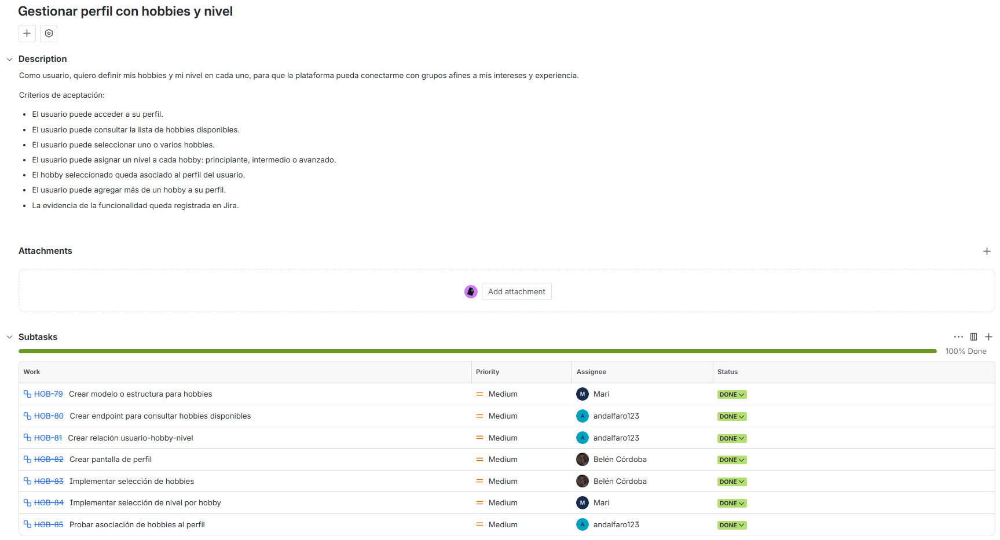 Gestionar perfil con hobbies y nivel
Description
Como usuario, quiero definir mis hobbies y mi nivel en cada uno, para que la plataforma pueda conectarme con grupos afines a mis intereses y experiencia.
Criterios de aceptación:
• El usuario puede acceder a su perfil.
• El usuario puede consultar la lista de hobbies disponibles.
• El usuario puede seleccionar uno o varios hobbies.
• El usuario puede asignar un nivel a cada hobby: principiante, intermedio o avanzado.
• El hobby seleccionado queda asociado al perfil del usuario.
• El usuario puede agregar más de un hobby a su perfil.
• La evidencia de la funcionalidad queda registrada en Jira.
Attachments
Add attachment
Subtasks
100% Done
Work Priority Assignee Status
HOB-79 Crear modelo o estructura para hobbies Medium M Mari DONE
HOB-80 Crear endpoint para consultar hobbies disponibles Medium A andalfaro123 DONE
HOB-81 Crear relación usuario-hobby-nivel Medium A andalfaro123 DONE
HOB-82 Crear pantalla de perfil Medium Belén Córdoba DONE
HOB-83 Implementar selección de hobbies Medium Belén Córdoba DONE
HOB-84 Implementar selección de nivel por hobby Medium M Mari DONE
HOB-85 Probar asociación de hobbies al perfil Medium A andalfaro123 DONE